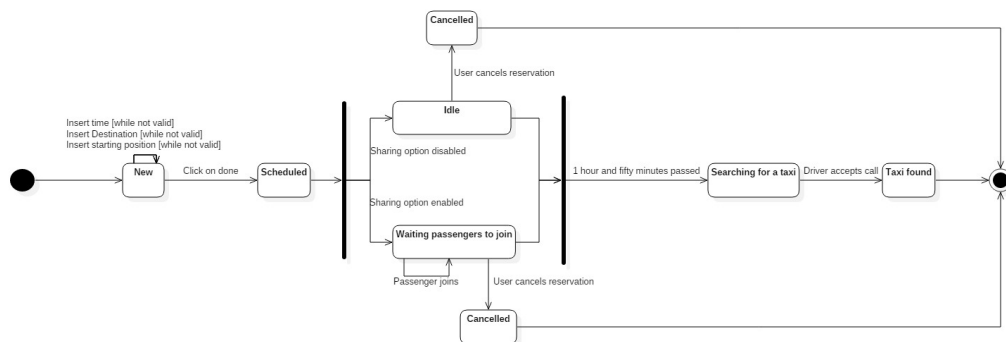 Cancelled
User cancels reservation
Idle
Insert time [while not valid]
Insert Destination [while not valid]
Insert starting position [while not valid]
Sharing option disabled
New
Click on done
Scheduled
1 hour and fifty minutes passed
Searching for a taxi
Driver accepts call
Taxi found
Sharing option enabled
Waiting passengers to join
Passenger joins
User cancels reservation
Cancelled